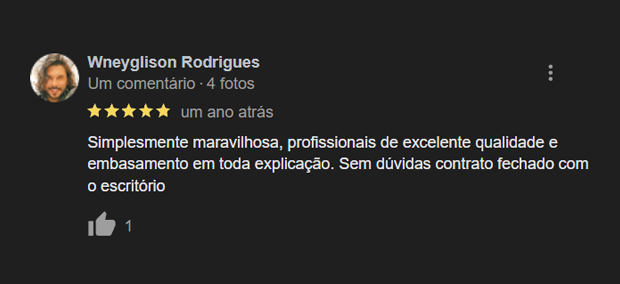 Wneyglison Rodrigues
Um comentário · 4 fotos
um ano atrás
Simplesmente maravilhosa, profissionais de excelente qualidade e
embasamento em toda explicação. Sem dúvidas contrato fechado com
o escritório
1